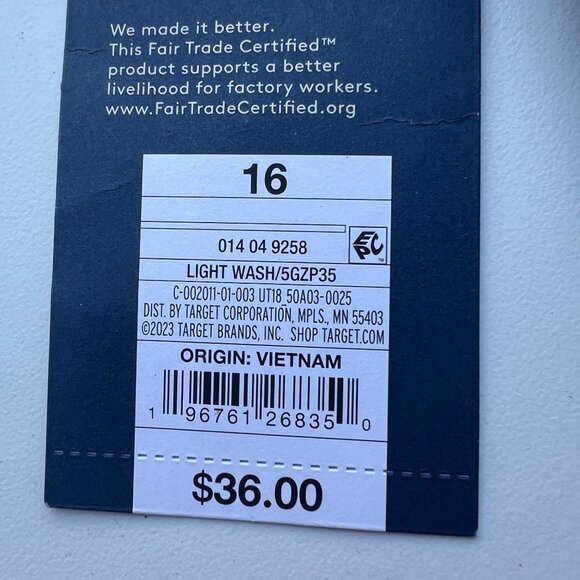 We made it better.
This Fair Trade Certified™
product supports a better
livelihood for factory workers.
www.FairTradeCertified.org
16
014 04 9258
EPC™
LIGHT WASH/5GZP35
C-002011-01-003 UT18_50A03-0025
DIST. BY TARGET CORPORATION, MPLS., MN 55403
©2023 TARGET BRANDS, INC. SHOP TARGET.COM
ORIGIN: VIETNAM
1 96761 26835 0
$36.00